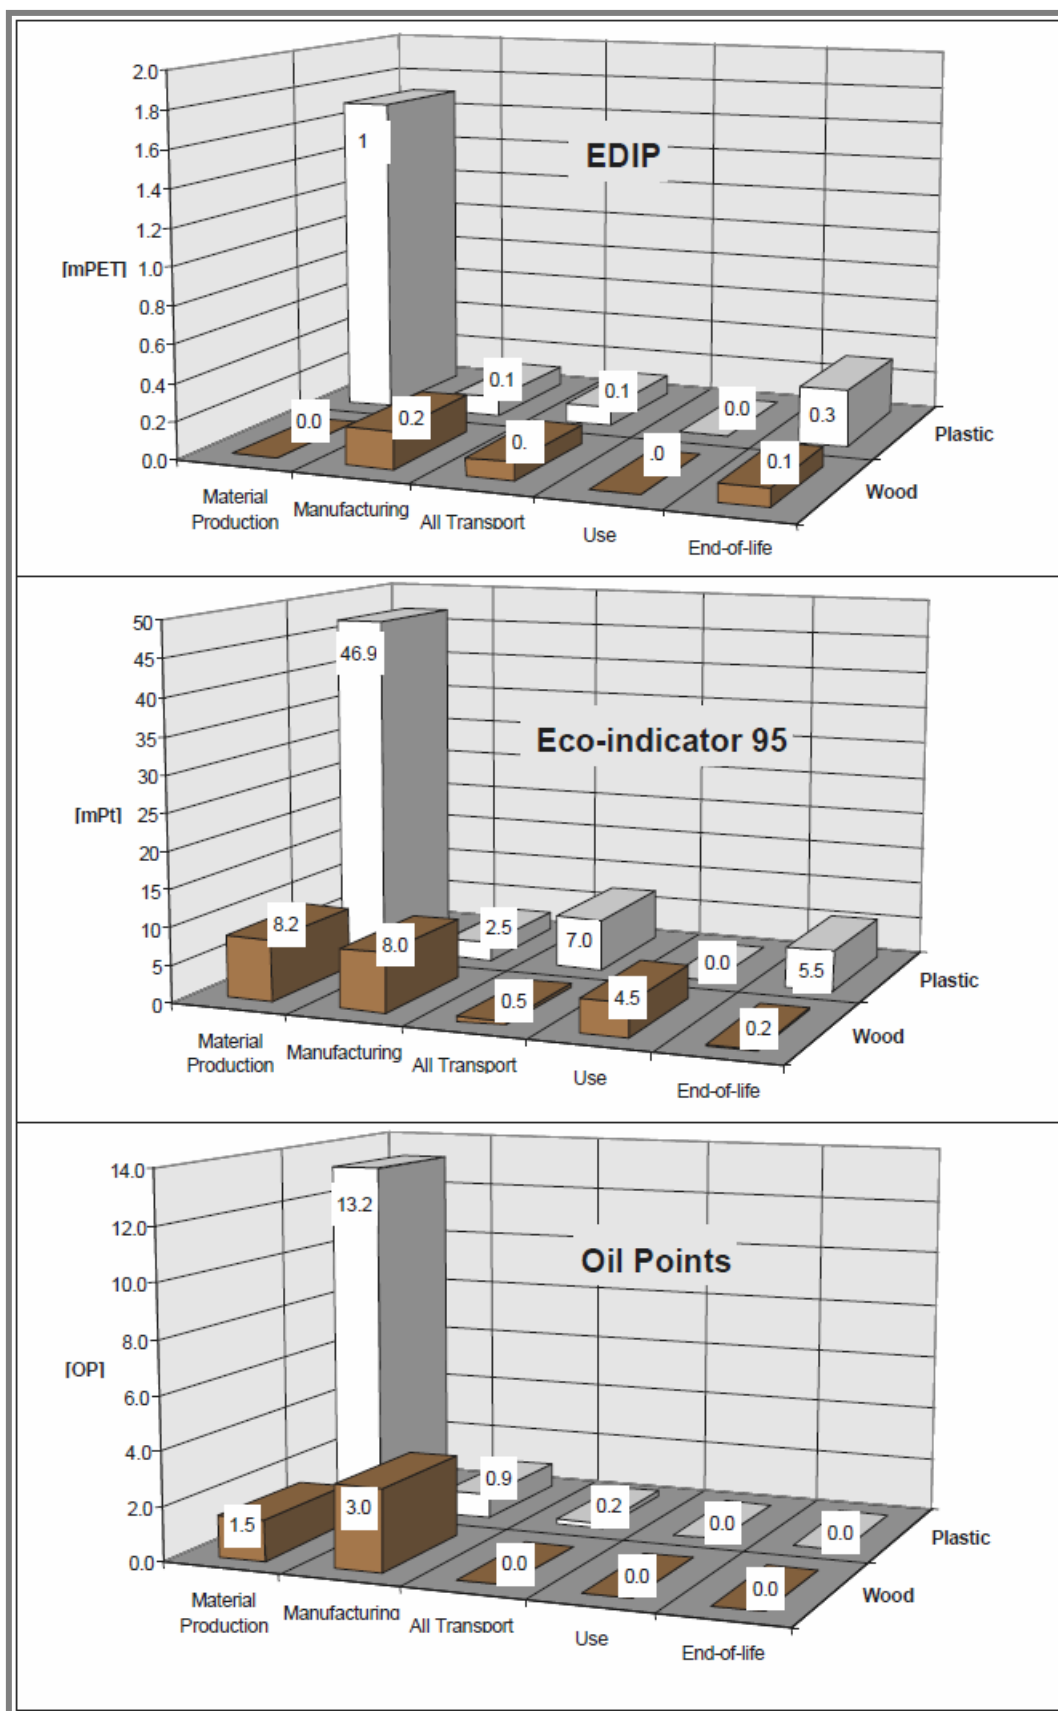 EDIP
[mPET]
2.0
1.8
1.6
1.4
1.2
1.0
0.8
0.6
0.4
0.2
0.0
1
0.1
0.1
0.0
0.3
0.0
0.2
0.
.0
0.1
Plastic
Wood
Material Production
Manufacturing
All Transport
Use
End-of-life
Eco-indicator 95
[mPt]
50
45
40
35
30
25
20
15
10
5
0
46.9
2.5
7.0
0.0
5.5
8.2
8.0
0.5
4.5
0.2
Plastic
Wood
Material Production
Manufacturing
All Transport
Use
End-of-life
Oil Points
[OP]
14.0
12.0
10.0
8.0
6.0
4.0
2.0
0.0
13.2
0.9
0.2
0.0
0.0
1.5
3.0
0.0
0.0
0.0
Plastic
Wood
Material Production
Manufacturing
All Transport
Use
End-of-life